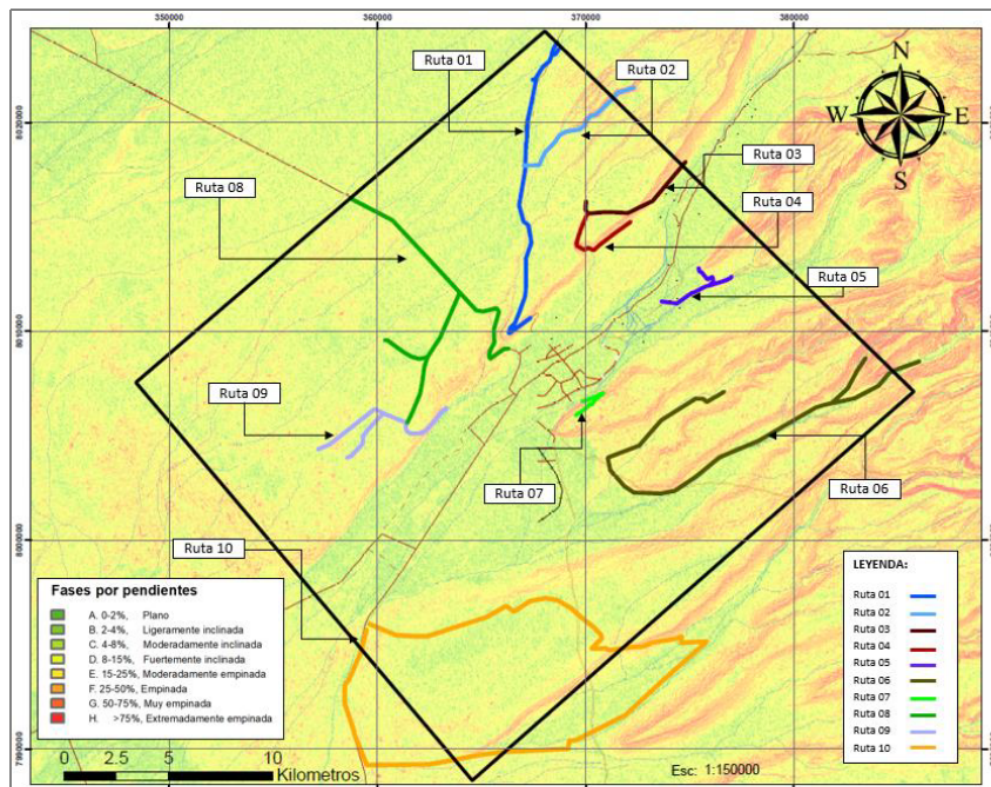 350000
360000
370000
380000
N
W
E
S
8020000
8010000
8000000
7990000
Ruta 01
Ruta 02
Ruta 03
Ruta 04
Ruta 08
Ruta 05
Ruta 09
Ruta 07
Ruta 06
Ruta 10
Fases por pendientes
A. 0-2%, Plano
B. 2-4%, Ligeramente inclinada
C. 4-8%, Moderadamente inclinada
D. 8-15%, Fuertemente inclinada
E. 15-25%, Moderadamente empinada
F. 25-50%, Empinada
G. 50-75%, Muy empinada
H. >75%, Extremadamente empinada
0 2.5 5 10
Kilometros
Esc: 1:150000
LEYENDA:
Ruta 01
Ruta 02
Ruta 03
Ruta 04
Ruta 05
Ruta 06
Ruta 07
Ruta 08
Ruta 09
Ruta 10